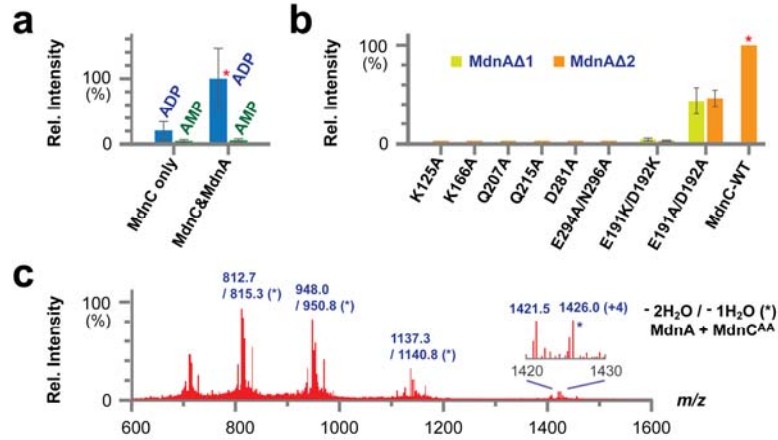 a
Rel. Intensity
(%)
100
0
ADP
AMP
* ADP
AMP
MdnC only
MdnC&MdnA
b
Rel. Intensity
100
(%)
0
MdnAΔ1 MdnAΔ2
*
K125A
K166A
Q207A
Q215A
D281A
E294A/N296A
E191K/D192K
E191A/D192A
MdnC-WT
c
Rel. Intensity
100
(%)
0
812.7
/ 815.3 (*)
948.0
/ 950.8 (*)
1137.3
/ 1140.8 (*)
1421.5 1426.0 (+4)
*
1420 1430
- 2H₂O / - 1H₂O (*)
MdnA + MdnCᴬᴬ
600 800 1000 1200 1400 1600
m/z